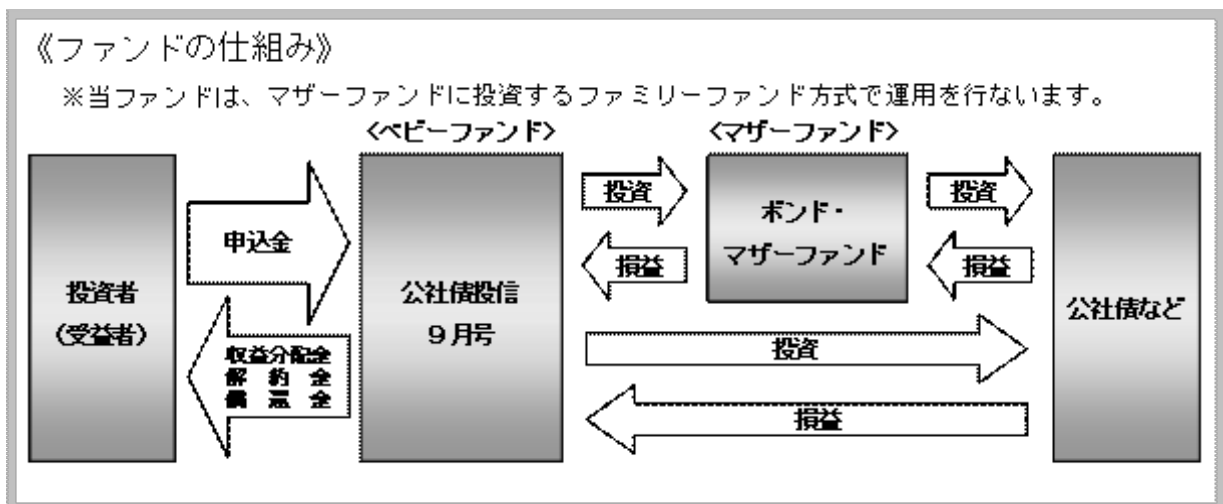 《ファンドの仕組み》
※当ファンドは、マザーファンドに投資するファミリーファンド方式で運用を行ないます。
〈ベビーファンド〉
〈マザーファンド〉
投資者
（受益者）
申込金
収益分配金
解約金
償還金
公社債投信
９月号
投資
損益
ボンド・
マザーファンド
投資
損益
投資
損益
公社債など